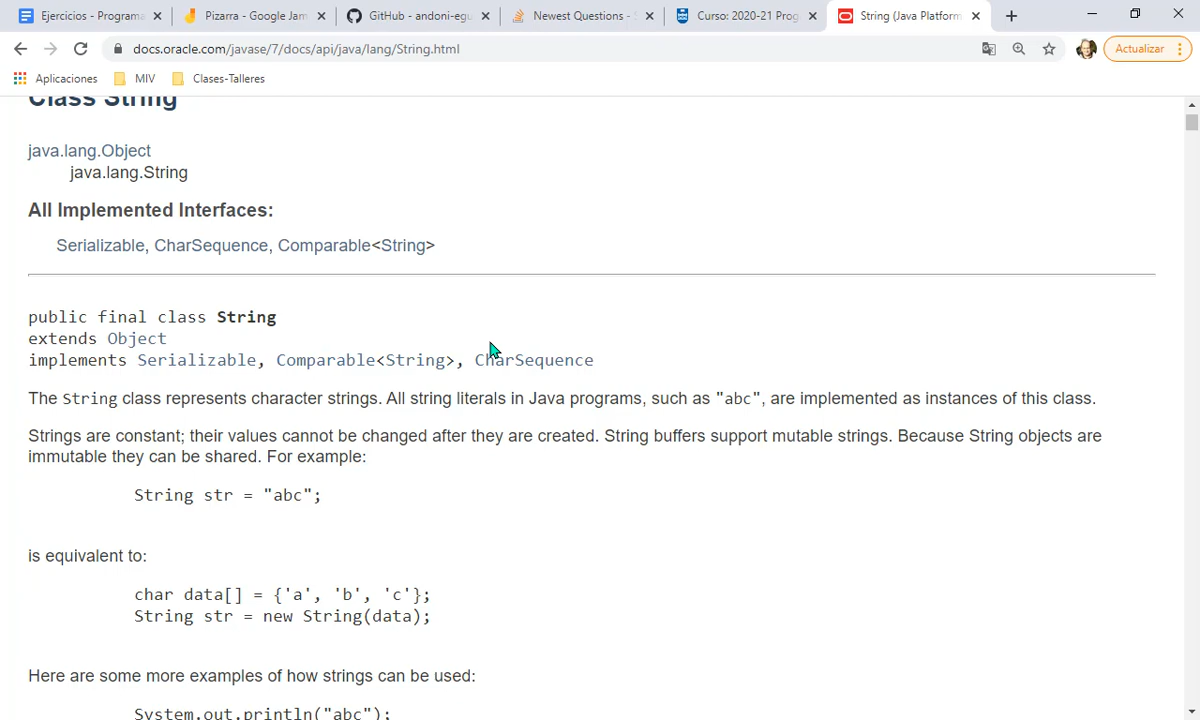 Ejercicios - Programa
Pizarra - Google Jam
GitHub - andoni-egu
Newest Questions - S
Curso: 2020-21 Prog
String (Java Platform
docs.oracle.com/javase/7/docs/api/java/lang/String.html
Actualizar
Aplicaciones
MIV
Clases-Talleres
Class String
java.lang.Object
java.lang.String
All Implemented Interfaces:
Serializable, CharSequence, Comparable<String>
public final class String
extends Object
implements Serializable, Comparable<String>, CharSequence
The String class represents character strings. All string literals in Java programs, such as "abc", are implemented as instances of this class.
Strings are constant; their values cannot be changed after they are created. String buffers support mutable strings. Because String objects are
immutable they can be shared. For example:
String str = "abc";
is equivalent to:
char data[] = {'a', 'b', 'c'};
String str = new String(data);
Here are some more examples of how strings can be used:
System.out.println("abc");